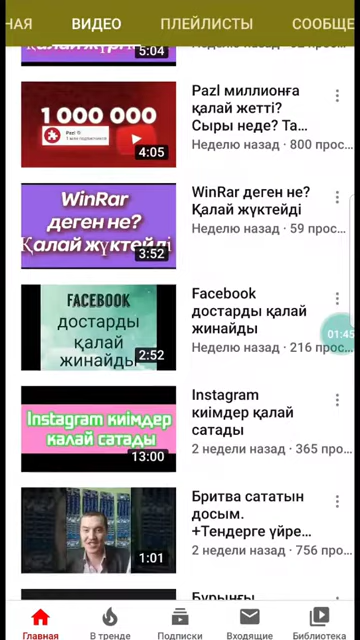 НАЯ ВИДЕО ПЛЕЙЛИСТЫ СООБЩЕ
5:04
1 000 000
Pazl
4:05
Pazl миллионға
қалай жетті?
Сыры неде? Та...
Неделю назад · 800 прос...
WinRar
деген не?
Қалай жүктейді
3:52
WinRar деген не?
Қалай жүктейді
Неделю назад · 59 прос...
FACEBOOK
достарды
қалай
жинайды
2:52
Facebook
достарды қалай
жинайды
Неделю назад · 216 прос...
01:45
Instagram киімдер
қалай сатады
13:00
Instagram
киімдер қалай
сатады
2 недели назад · 365 про...
1:01
Бритва сататын
досым.
+Тендерге үйре...
2 недели назад · 756 про...
Бұрынғы
Главная
В тренде
Подписки
Входящие
Библиотека